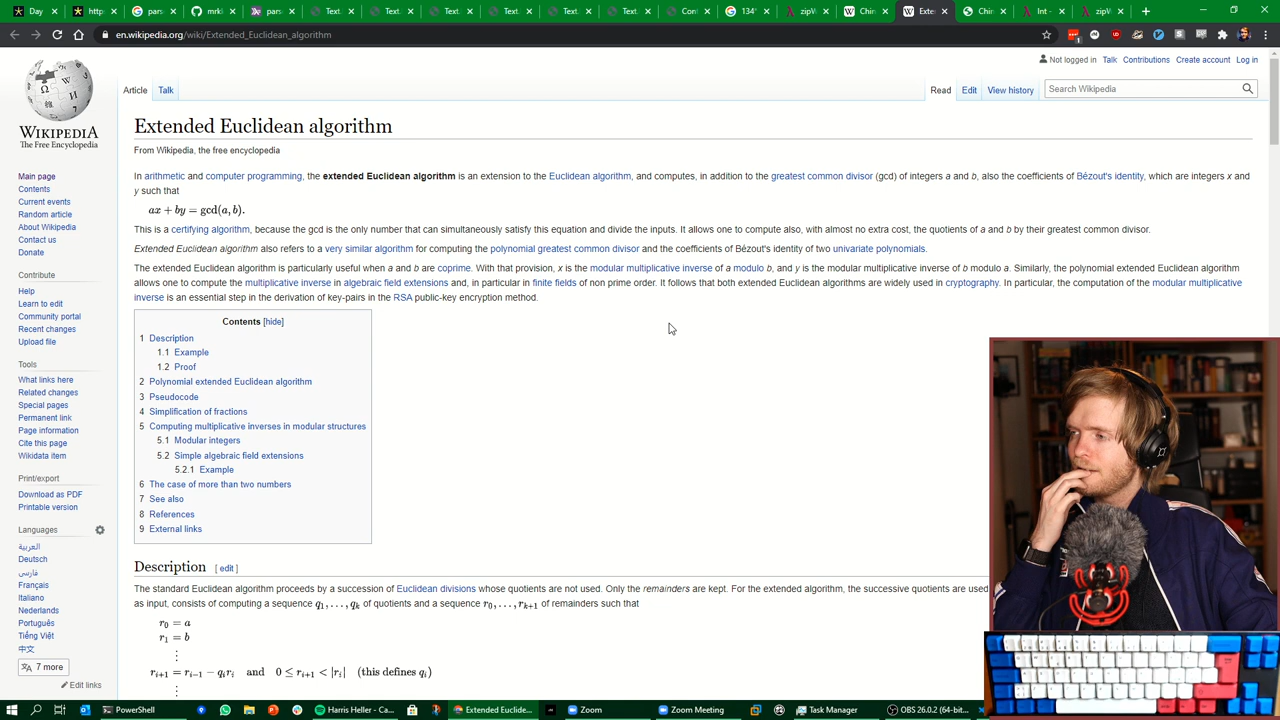 Day
http
pars
mrki
pars
Text.
Text.
Text.
Text.
Text.
Text.
Con
134'
zipW
Chin
Exte
Chin
Int -
zipW
en.wikipedia.org/wiki/Extended_Euclidean_algorithm
Not logged in Talk Contributions Create account Log in
Article Talk
Read Edit View history
Search Wikipedia
WIKIPEDIA
The Free Encyclopedia
Main page
Contents
Current events
Random article
About Wikipedia
Contact us
Donate
Contribute
Help
Learn to edit
Community portal
Recent changes
Upload file
Tools
What links here
Related changes
Special pages
Permanent link
Page information
Cite this page
Wikidata item
Print/export
Download as PDF
Printable version
Languages
العربية
Deutsch
فارسی
Français
Italiano
Nederlands
Português
Tiếng Việt
中文
7 more
Edit links
Extended Euclidean algorithm
From Wikipedia, the free encyclopedia
In arithmetic and computer programming, the extended Euclidean algorithm is an extension to the Euclidean algorithm, and computes, in addition to the greatest common divisor (gcd) of integers a and b, also the coefficients of Bézout's identity, which are integers x and
y such that
ax + by = gcd(a, b).
This is a certifying algorithm, because the gcd is the only number that can simultaneously satisfy this equation and divide the inputs. It allows one to compute also, with almost no extra cost, the quotients of a and b by their greatest common divisor.
Extended Euclidean algorithm also refers to a very similar algorithm for computing the polynomial greatest common divisor and the coefficients of Bézout's identity of two univariate polynomials.
The extended Euclidean algorithm is particularly useful when a and b are coprime. With that provision, x is the modular multiplicative inverse of a modulo b, and y is the modular multiplicative inverse of b modulo a. Similarly, the polynomial extended Euclidean algorithm
allows one to compute the multiplicative inverse in algebraic field extensions and, in particular in finite fields of non prime order. It follows that both extended Euclidean algorithms are widely used in cryptography. In particular, the computation of the modular multiplicative
inverse is an essential step in the derivation of key-pairs in the RSA public-key encryption method.
Contents [hide]
1 Description
1.1 Example
1.2 Proof
2 Polynomial extended Euclidean algorithm
3 Pseudocode
4 Simplification of fractions
5 Computing multiplicative inverses in modular structures
5.1 Modular integers
5.2 Simple algebraic field extensions
5.2.1 Example
6 The case of more than two numbers
7 See also
8 References
9 External links
Description [ edit ]
The standard Euclidean algorithm proceeds by a succession of Euclidean divisions whose quotients are not used. Only the remainders are kept. For the extended algorithm, the successive quotients are used
as input, consists of computing a sequence q₁, . . . , qₖ of quotients and a sequence r₀, . . . , rₖ₊₁ of remainders such that
r₀ = a
r₁ = b
⋮
rᵢ₊₁ = rᵢ₋₁ − qᵢrᵢ and 0 ≤ rᵢ₊₁ < |rᵢ| (this defines qᵢ)
⋮
PowerShell
Harris Heller - Ca...
Extended Euclide...
Zoom
Zoom Meeting
Task Manager
OBS 26.0.2 (64-bit...